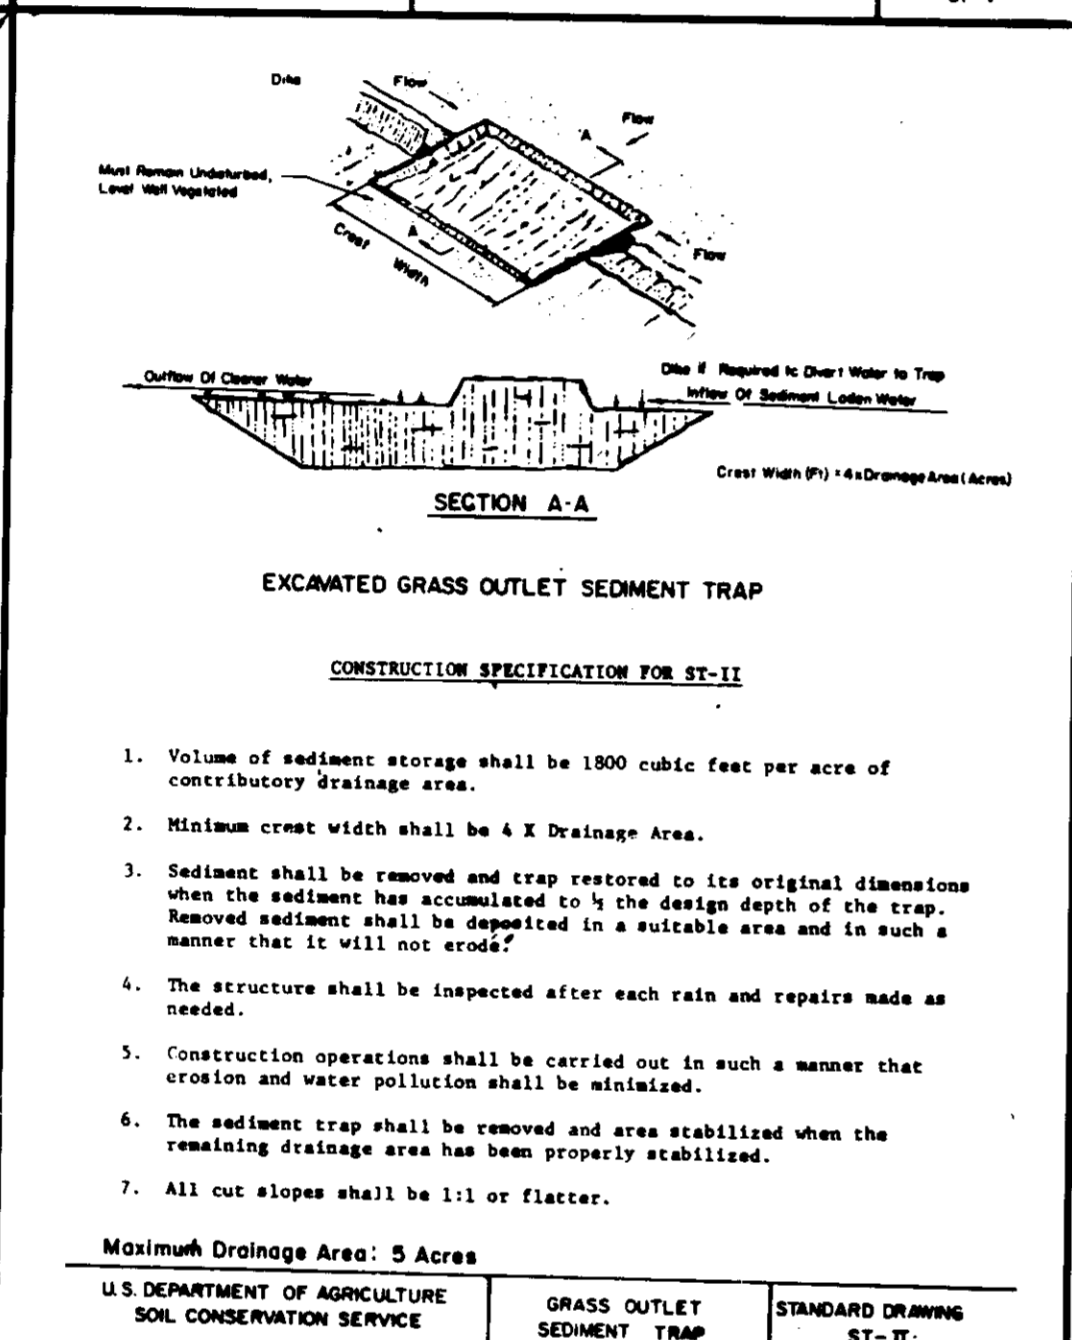 Dike
Flow
Flow
A
Must Remain Undisturbed,
Level Well Vegetated
A
Crest Width
Flow
Outflow Of Cleaner Water
Dike if Required to Divert Water to Trap
Inflow Of Sediment Laden Water
Crest Width (Ft) = 4 x Drainage Area (Acres)
SECTION A-A
EXCAVATED GRASS OUTLET SEDIMENT TRAP
CONSTRUCTION SPECIFICATION FOR ST-II
1. Volume of sediment storage shall be 1800 cubic feet per acre of
contributory drainage area.
2. Minimum crest width shall be 4 X Drainage Area.
3. Sediment shall be removed and trap restored to its original dimensions
when the sediment has accumulated to ½ the design depth of the trap.
Removed sediment shall be deposited in a suitable area and in such a
manner that it will not erode.
4. The structure shall be inspected after each rain and repairs made as
needed.
5. Construction operations shall be carried out in such a manner that
erosion and water pollution shall be minimized.
6. The sediment trap shall be removed and area stabilized when the
remaining drainage area has been properly stabilized.
7. All cut slopes shall be 1:1 or flatter.
Maximum Drainage Area: 5 Acres
U.S. DEPARTMENT OF AGRICULTURE
SOIL CONSERVATION SERVICE
GRASS OUTLET
SEDIMENT TRAP
STANDARD DRAWING
ST-II